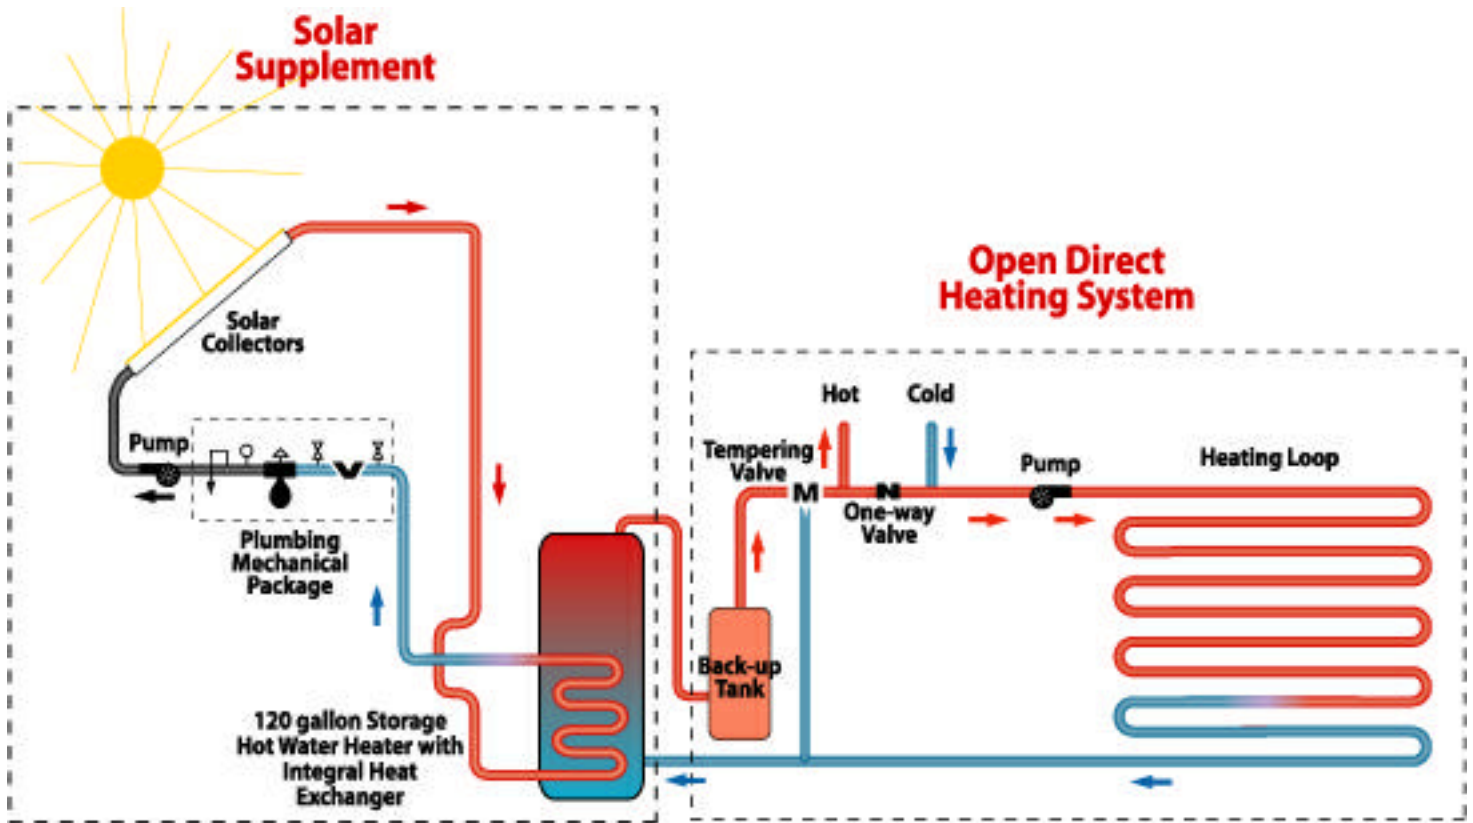 Solar
Supplement
Solar
Collectors
Pump
Plumbing
Mechanical
Package
120 gallon Storage
Hot Water Heater with
Integral Heat
Exchanger
Open Direct
Heating System
Hot
Cold
Tempering
Valve
M
One-way
Valve
Pump
Heating Loop
Back-up
Tank